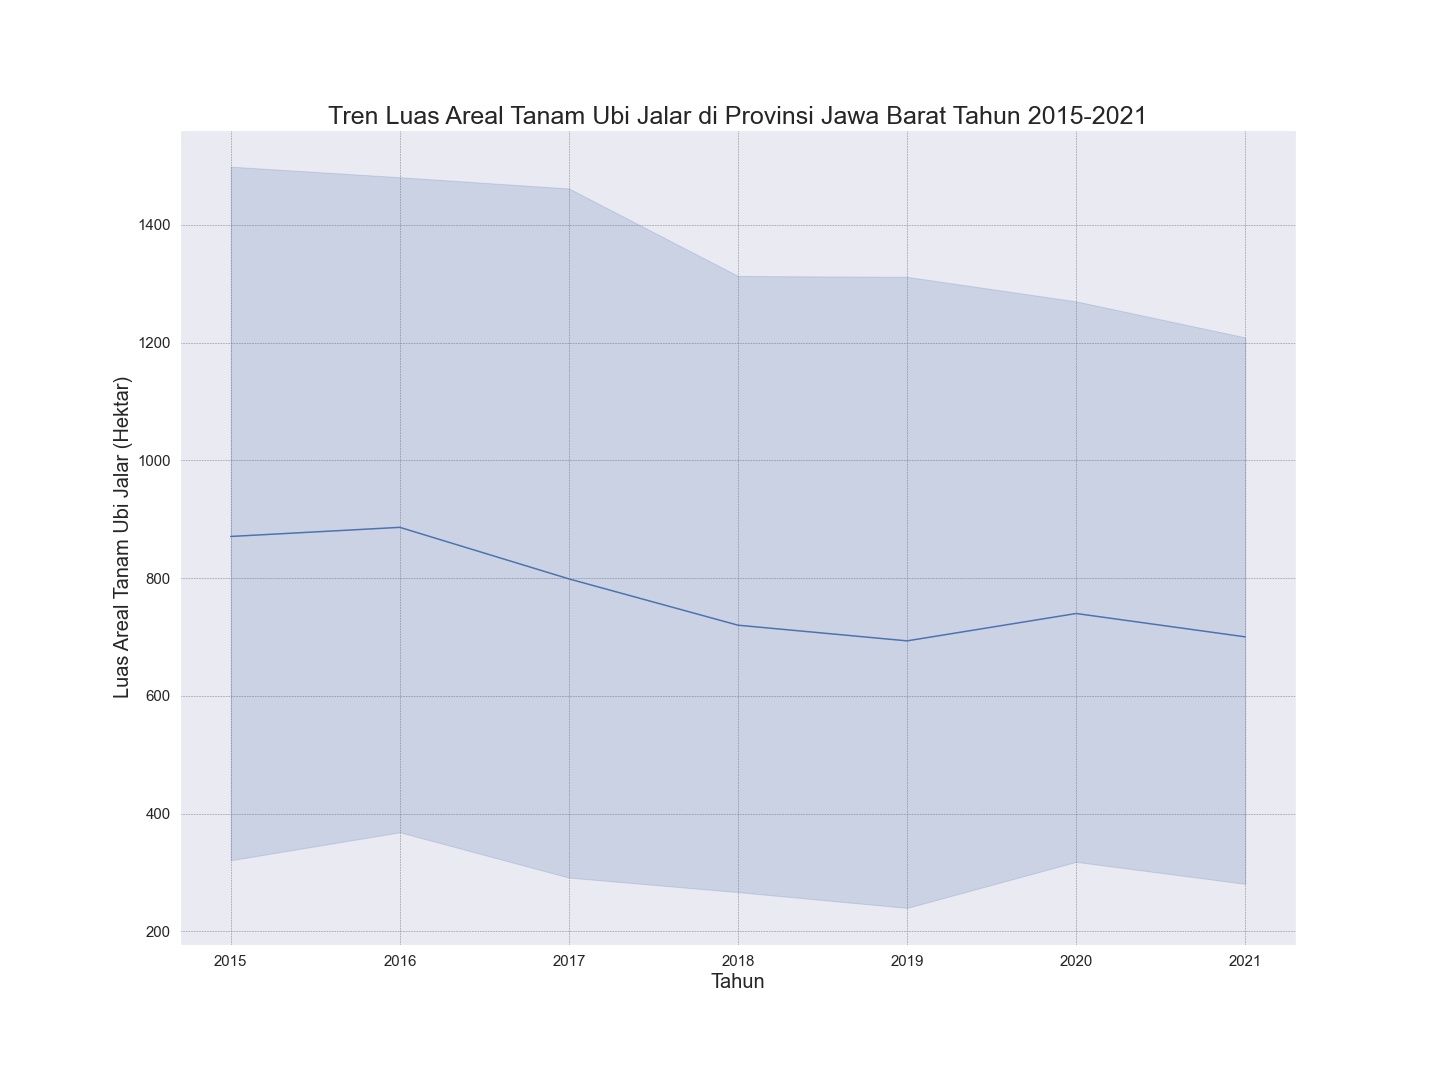 Tren Luas Areal Tanam Ubi Jalar di Provinsi Jawa Barat Tahun 2015-2021
Luas Areal Tanam Ubi Jalar (Hektar)
1400
1200
1000
800
600
400
200
2015 2016 2017 2018 2019 2020 2021
Tahun